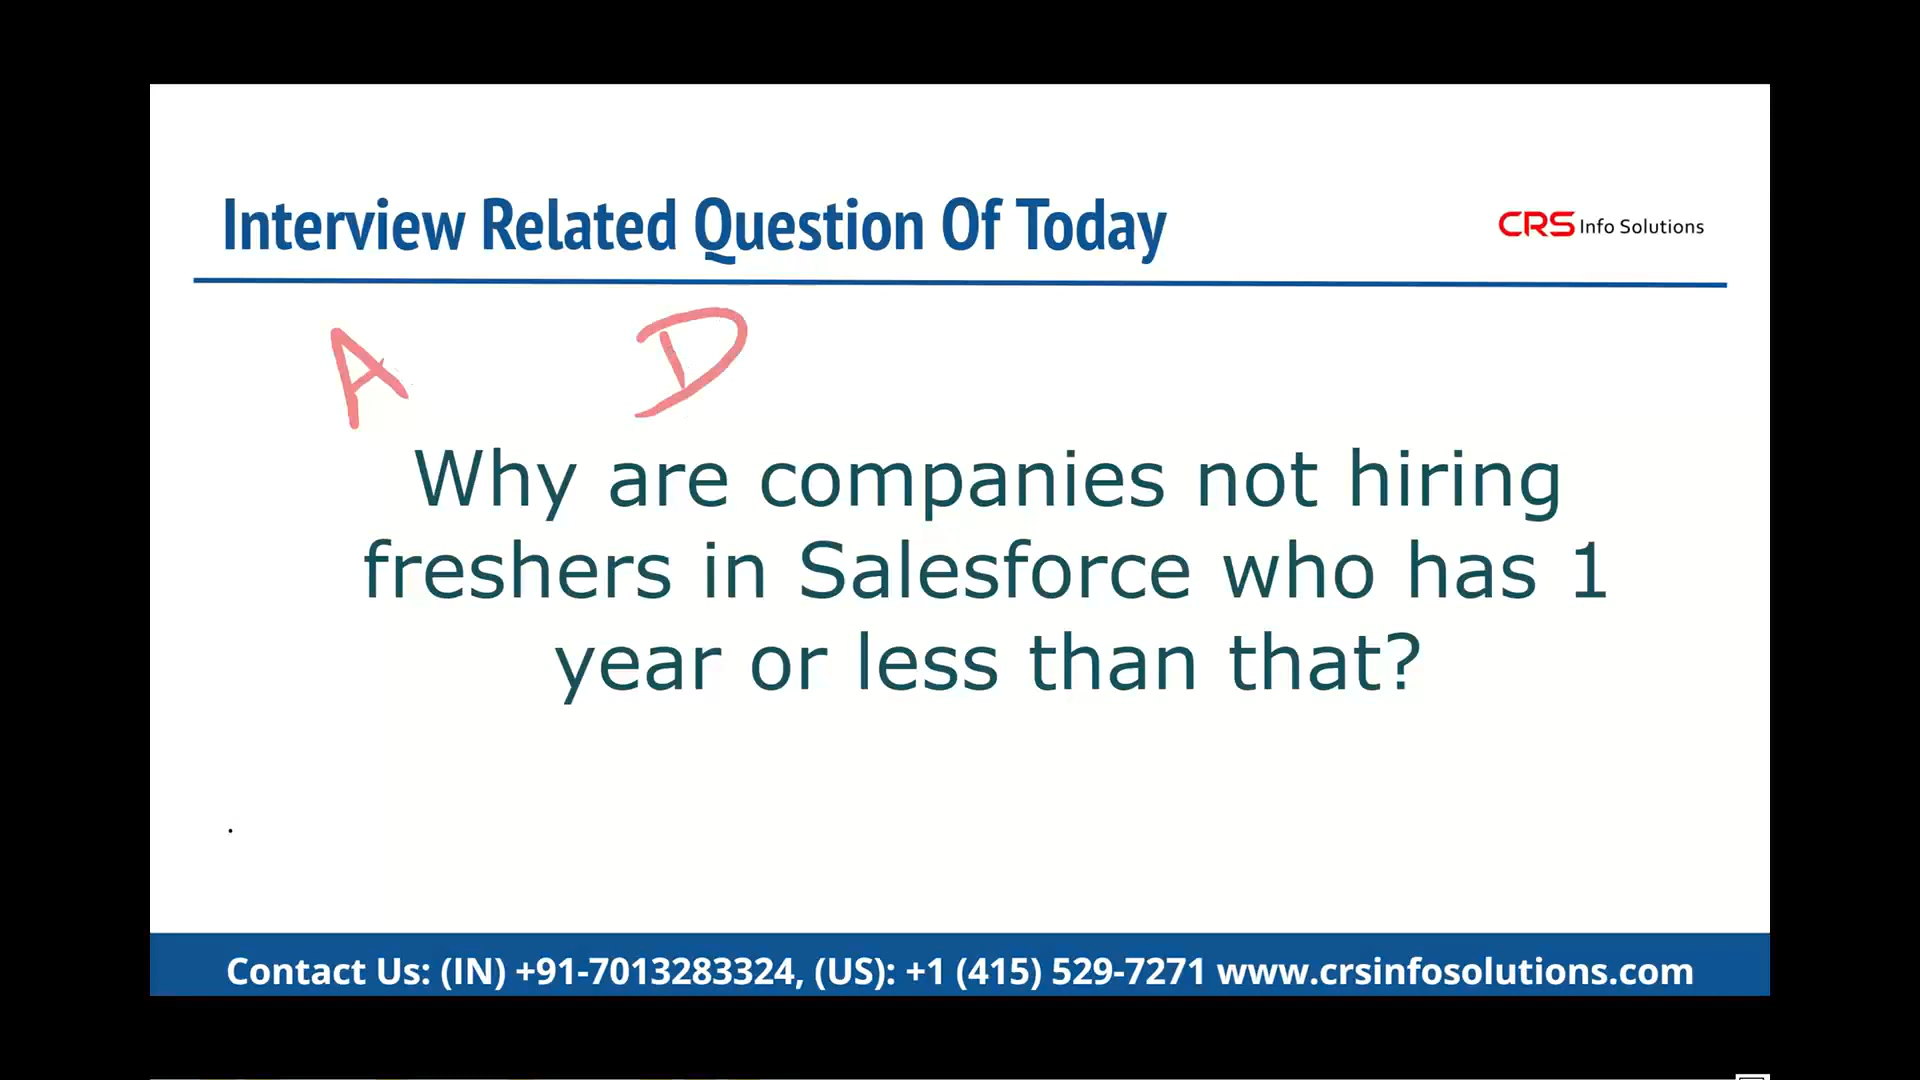 Interview Related Question Of Today
CRS Info Solutions
A D
Why are companies not hiring
freshers in Salesforce who has 1
year or less than that?
.
Contact Us: (IN) +91-7013283324, (US): +1 (415) 529-7271 www.crsinfosolutions.com